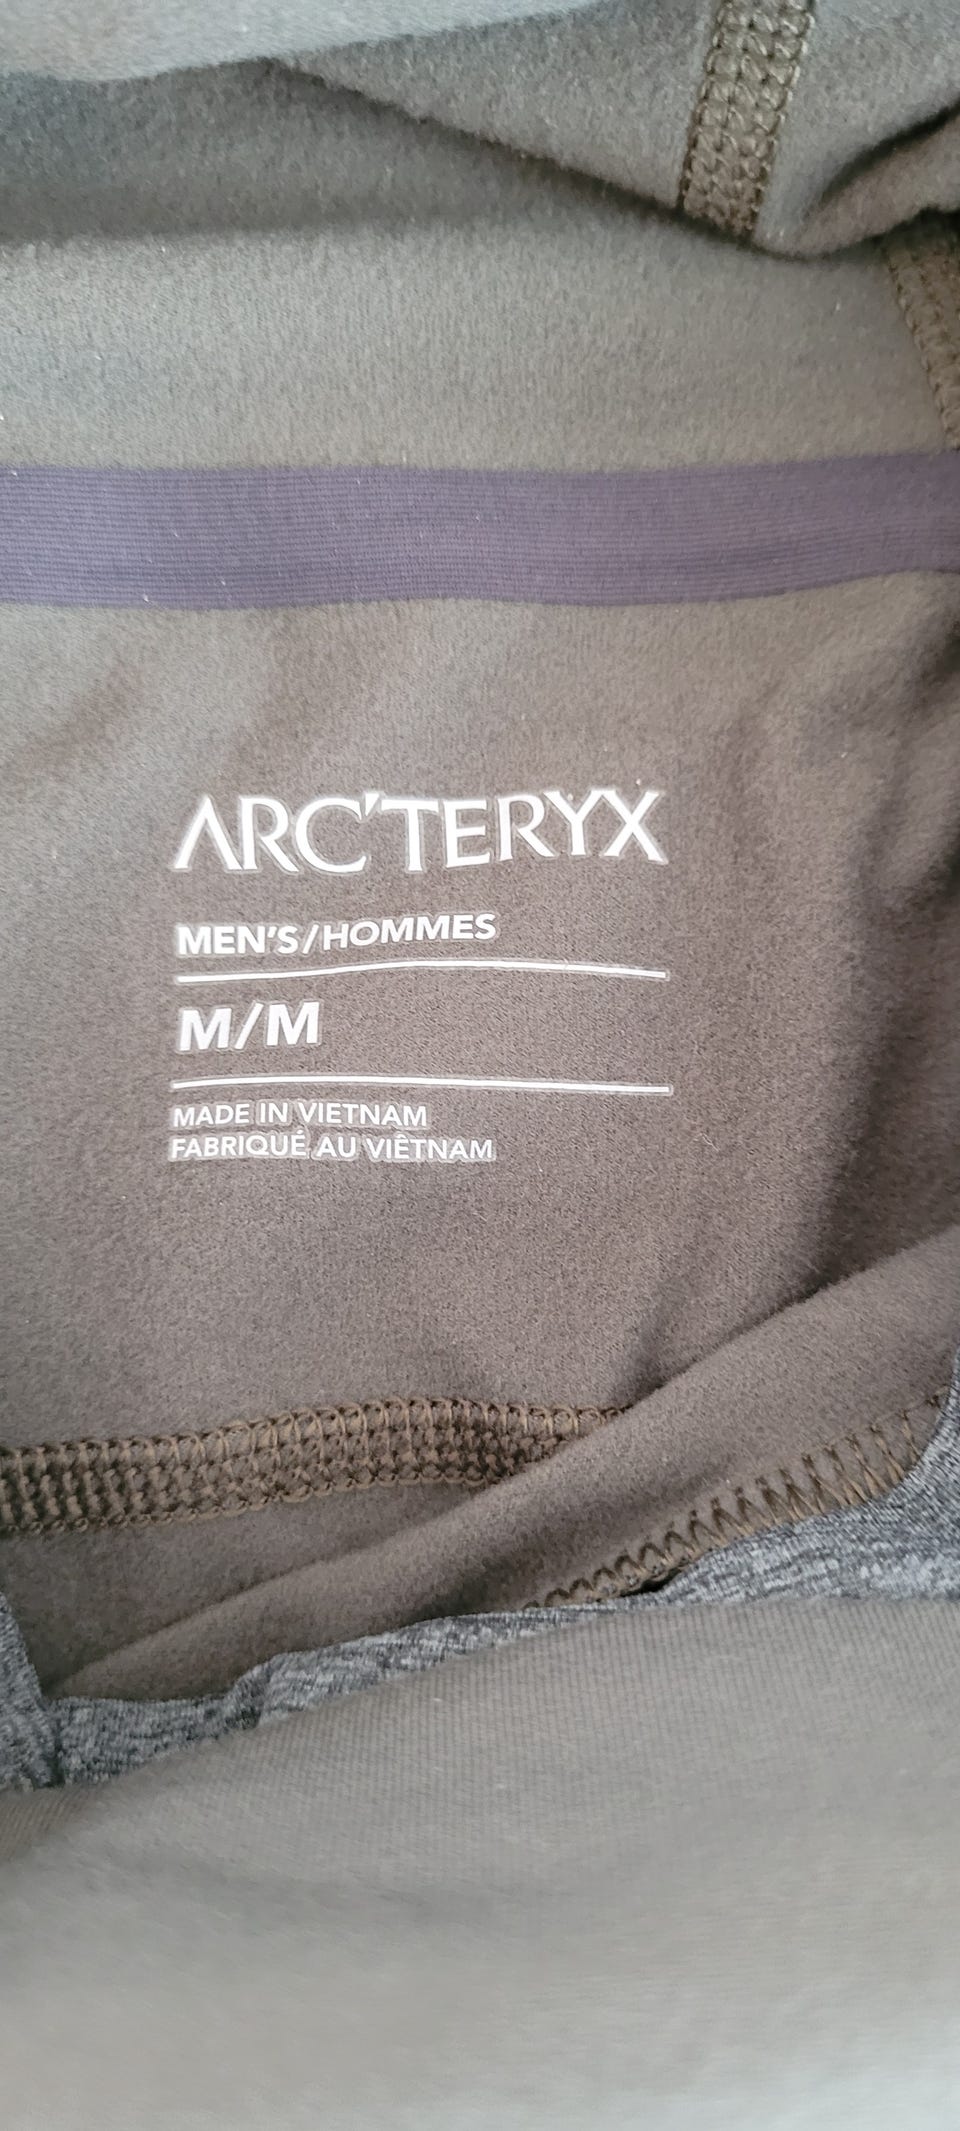 ARC'TERYX
MEN'S/HOMMES
M/M
MADE IN VIETNAM
FABRIQUÉ AU VIÊTNAM